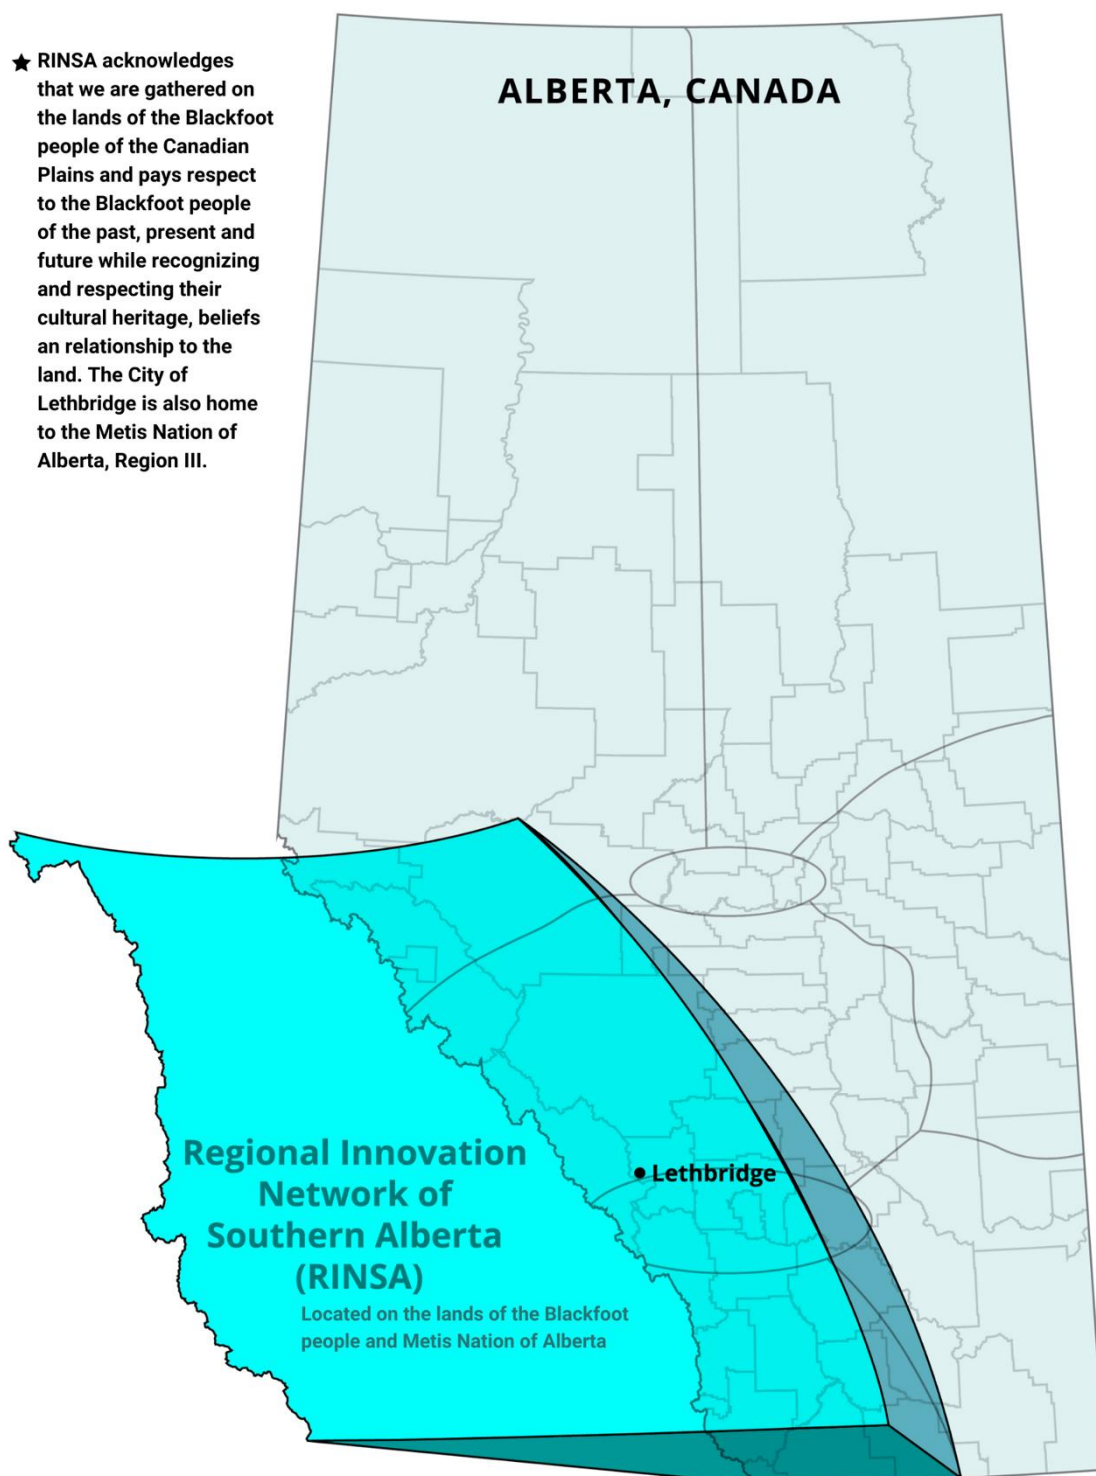 ★ RINSA acknowledges
that we are gathered on
the lands of the Blackfoot
people of the Canadian
Plains and pays respect
to the Blackfoot people
of the past, present and
future while recognizing
and respecting their
cultural heritage, beliefs
an relationship to the
land. The City of
Lethbridge is also home
to the Metis Nation of
Alberta, Region III.
ALBERTA, CANADA
Lethbridge
Regional Innovation
Network of
Southern Alberta
(RINSA)
Located on the lands of the Blackfoot
people and Metis Nation of Alberta